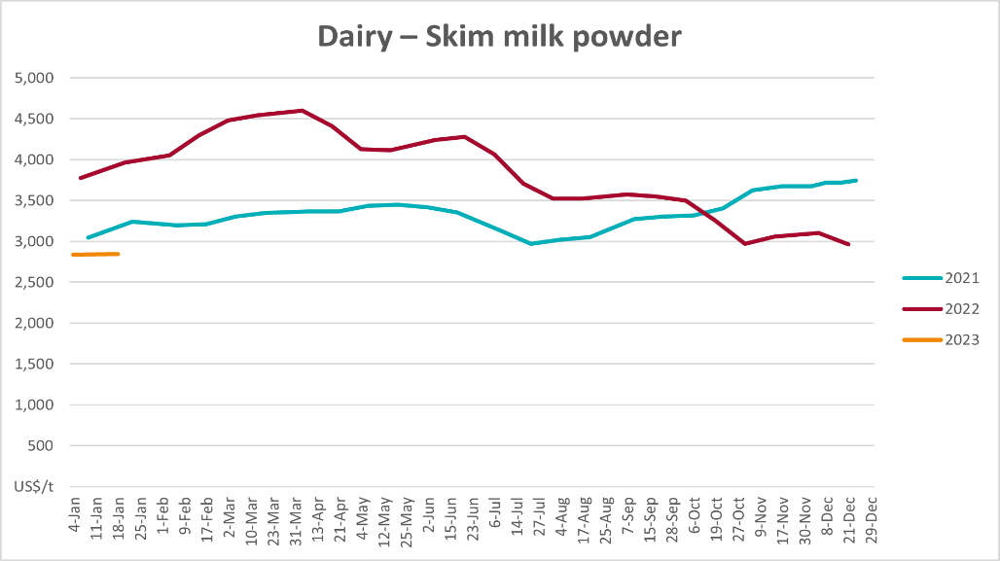 Dairy – Skim milk powder
5,000
4,500
4,000
3,500
3,000
2,500
2,000
1,500
1,000
500
US$/t
2021
2022
2023
4-Jan
11-Jan
18-Jan
25-Jan
1-Feb
9-Feb
17-Feb
2-Mar
10-Mar
23-Mar
31-Mar
13-Apr
21-Apr
4-May
12-May
25-May
2-Jun
15-Jun
23-Jun
6-Jul
14-Jul
27-Jul
4-Aug
17-Aug
25-Aug
7-Sep
15-Sep
28-Sep
6-Oct
19-Oct
27-Oct
9-Nov
17-Nov
30-Nov
8-Dec
21-Dec
29-Dec